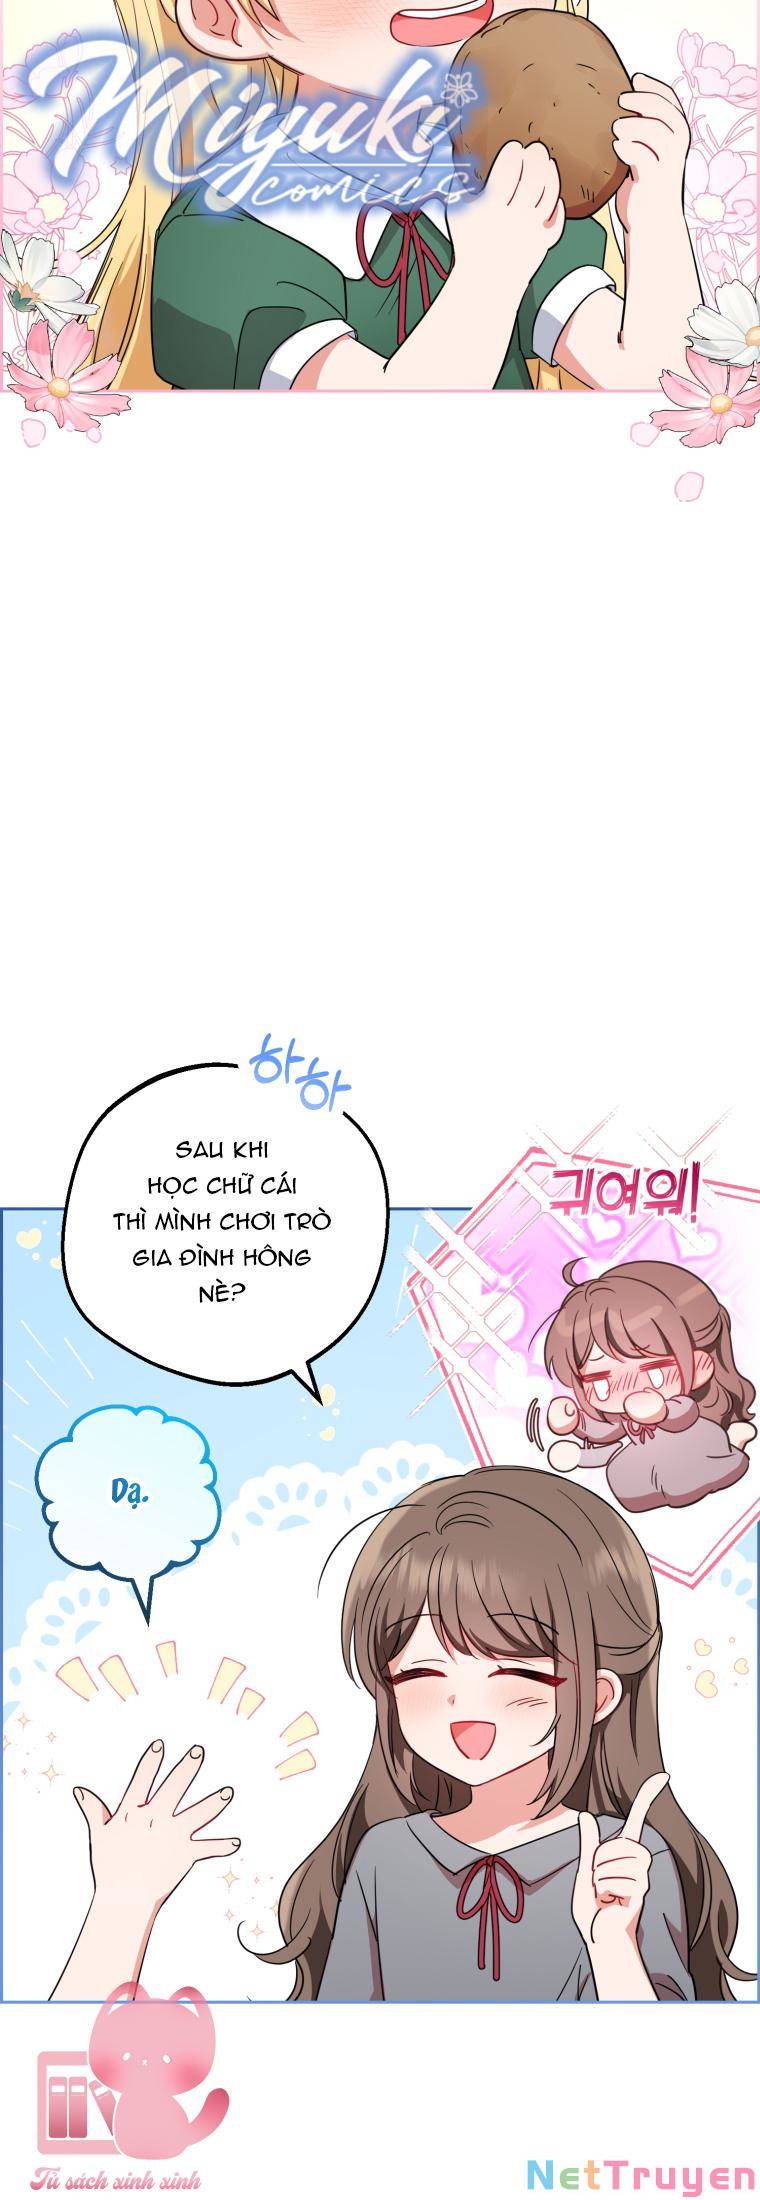 Miyuki
comics
하하
SAU KHI
HỌC CHỮ CÁI
THÌ MÌNH CHƠI TRÒ
GIA ĐÌNH HÔNG
NÈ?
귀여워!
DẠ.
Tủ sách xinh xinh
NetTruyen